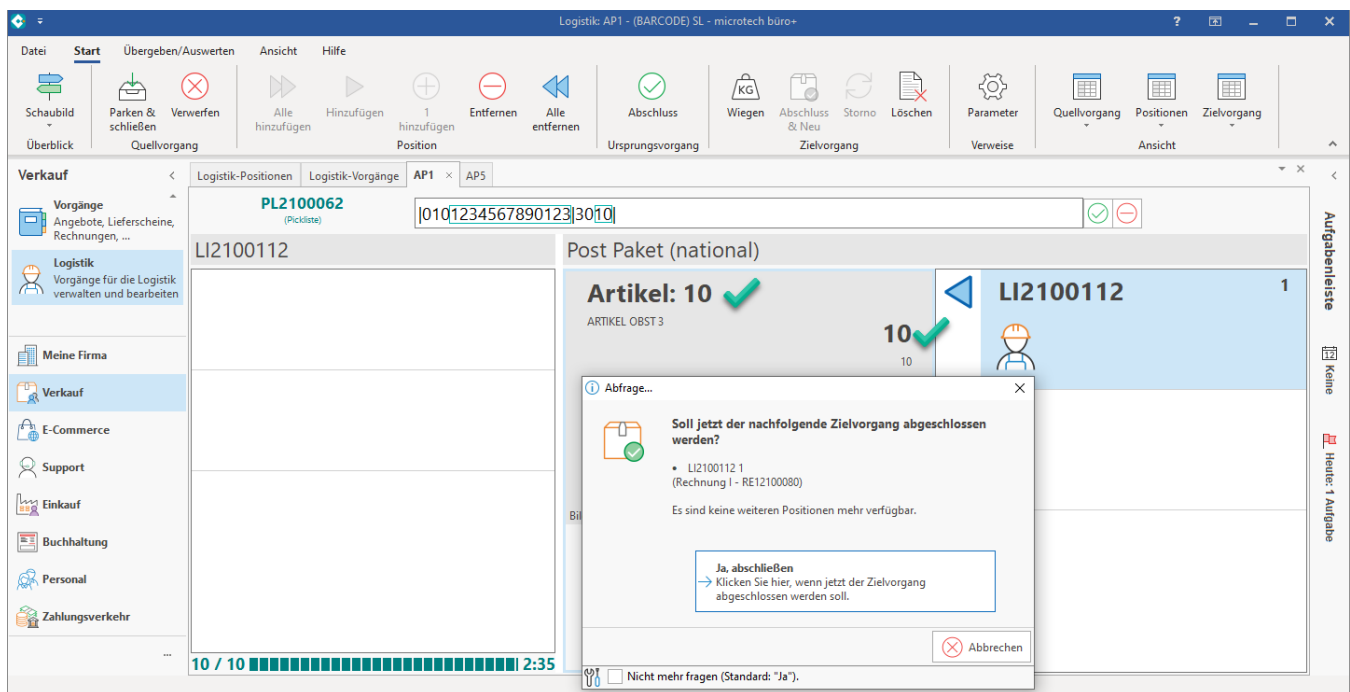 Logistik: AP1 - (BARCODE) SL - microtech büro+
?
Datei Start Übergeben/Auswerten Ansicht Hilfe
Schaubild
Parken &
schließen
Verwerfen
Alle
hinzufügen
Hinzufügen
1
hinzufügen
Entfernen
Alle
entfernen
Abschluss
KG
Wiegen
Abschluss
& Neu
Storno
Löschen
Parameter
Quellvorgang
Positionen
Zielvorgang
Überblick Quellvorgang Position Ursprungsvorgang Zielvorgang Verweise Ansicht
Verkauf
Vorgänge
Angebote, Lieferscheine,
Rechnungen, ...
Logistik
Vorgänge für die Logistik
verwalten und bearbeiten
Meine Firma
Verkauf
E-Commerce
Support
Einkauf
Buchhaltung
Personal
Zahlungsverkehr
...
Logistik-Positionen Logistik-Vorgänge AP1 × AP5
PL2100062
(Pickliste)
|0101234567890123|3010|
LI2100112
Post Paket (national)
Artikel: 10
ARTIKEL OBST 3
10
10
LI2100112
1
Bil
Abfrage...
Soll jetzt der nachfolgende Zielvorgang abgeschlossen
werden?
• LI2100112 1
(Rechnung I - RE12100080)
Es sind keine weiteren Positionen mehr verfügbar.
Ja, abschließen
Klicken Sie hier, wenn jetzt der Zielvorgang
abgeschlossen werden soll.
Abbrechen
Nicht mehr fragen (Standard: "Ja").
10 / 10
2:35
Aufgabenleiste
12
Keine
Heute: 1 Aufgabe